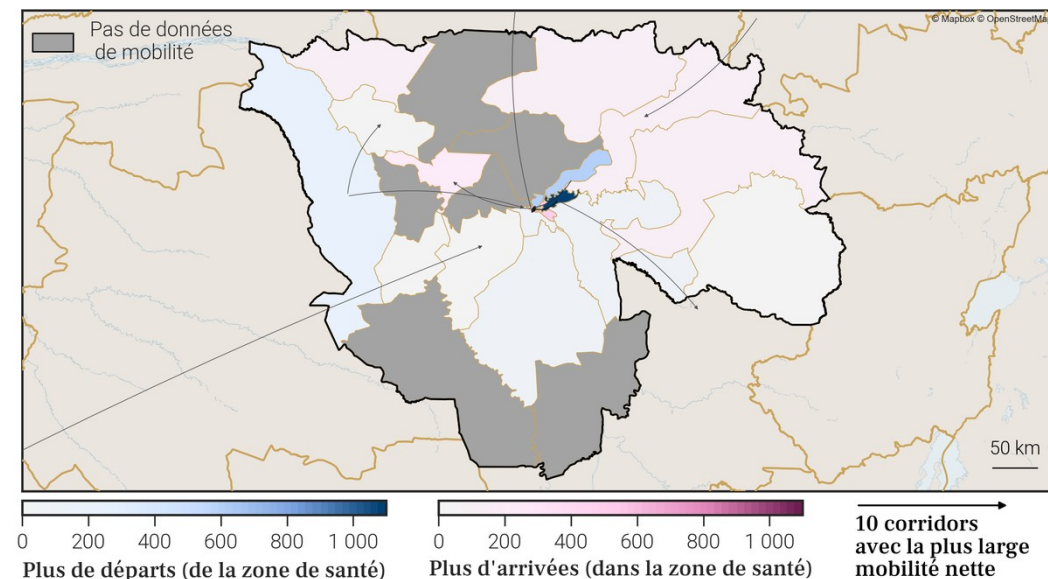 © Mapbox © OpenStreetMap
Pas de données
de mobilité
50 km
0 200 400 600 800 1 000
Plus de départs (de la zone de santé)
0 200 400 600 800 1 000
Plus d'arrivées (dans la zone de santé)
10 corridors
avec la plus large
mobilité nette